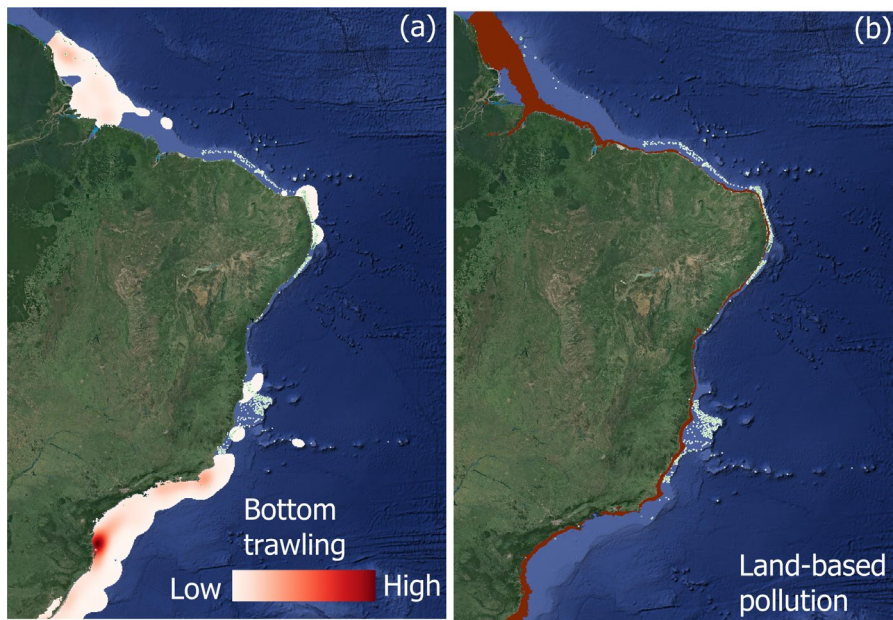 (a)
Bottom
trawling
Low High
(b)
Land-based
pollution